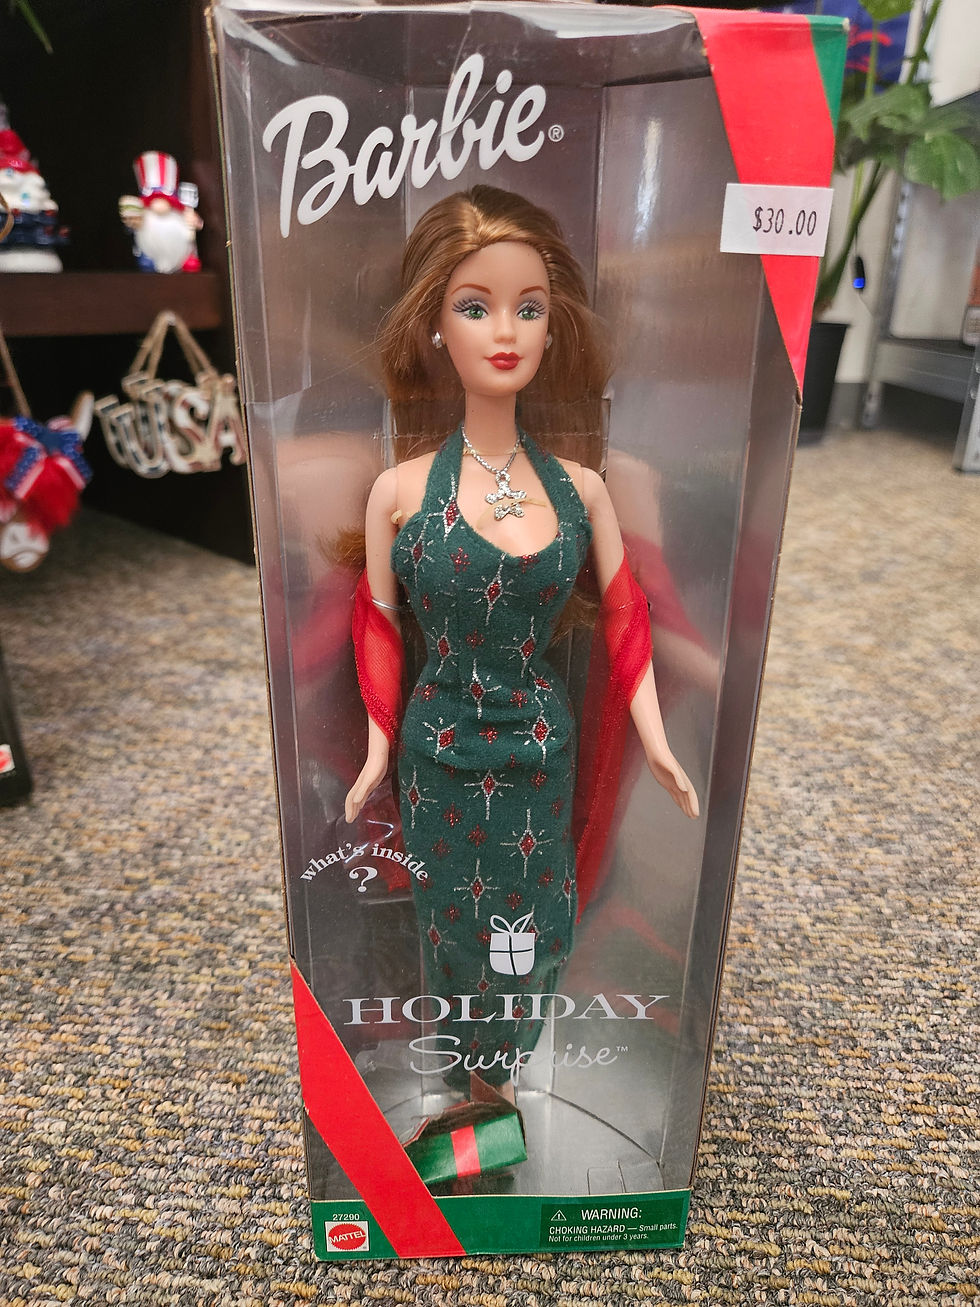 Barbie®
$30.00
USA
what's inside
?
HOLIDAY
Surprise™
27290
MATTEL
⚠ WARNING:
CHOKING HAZARD — Small parts.
Not for children under 3 years.